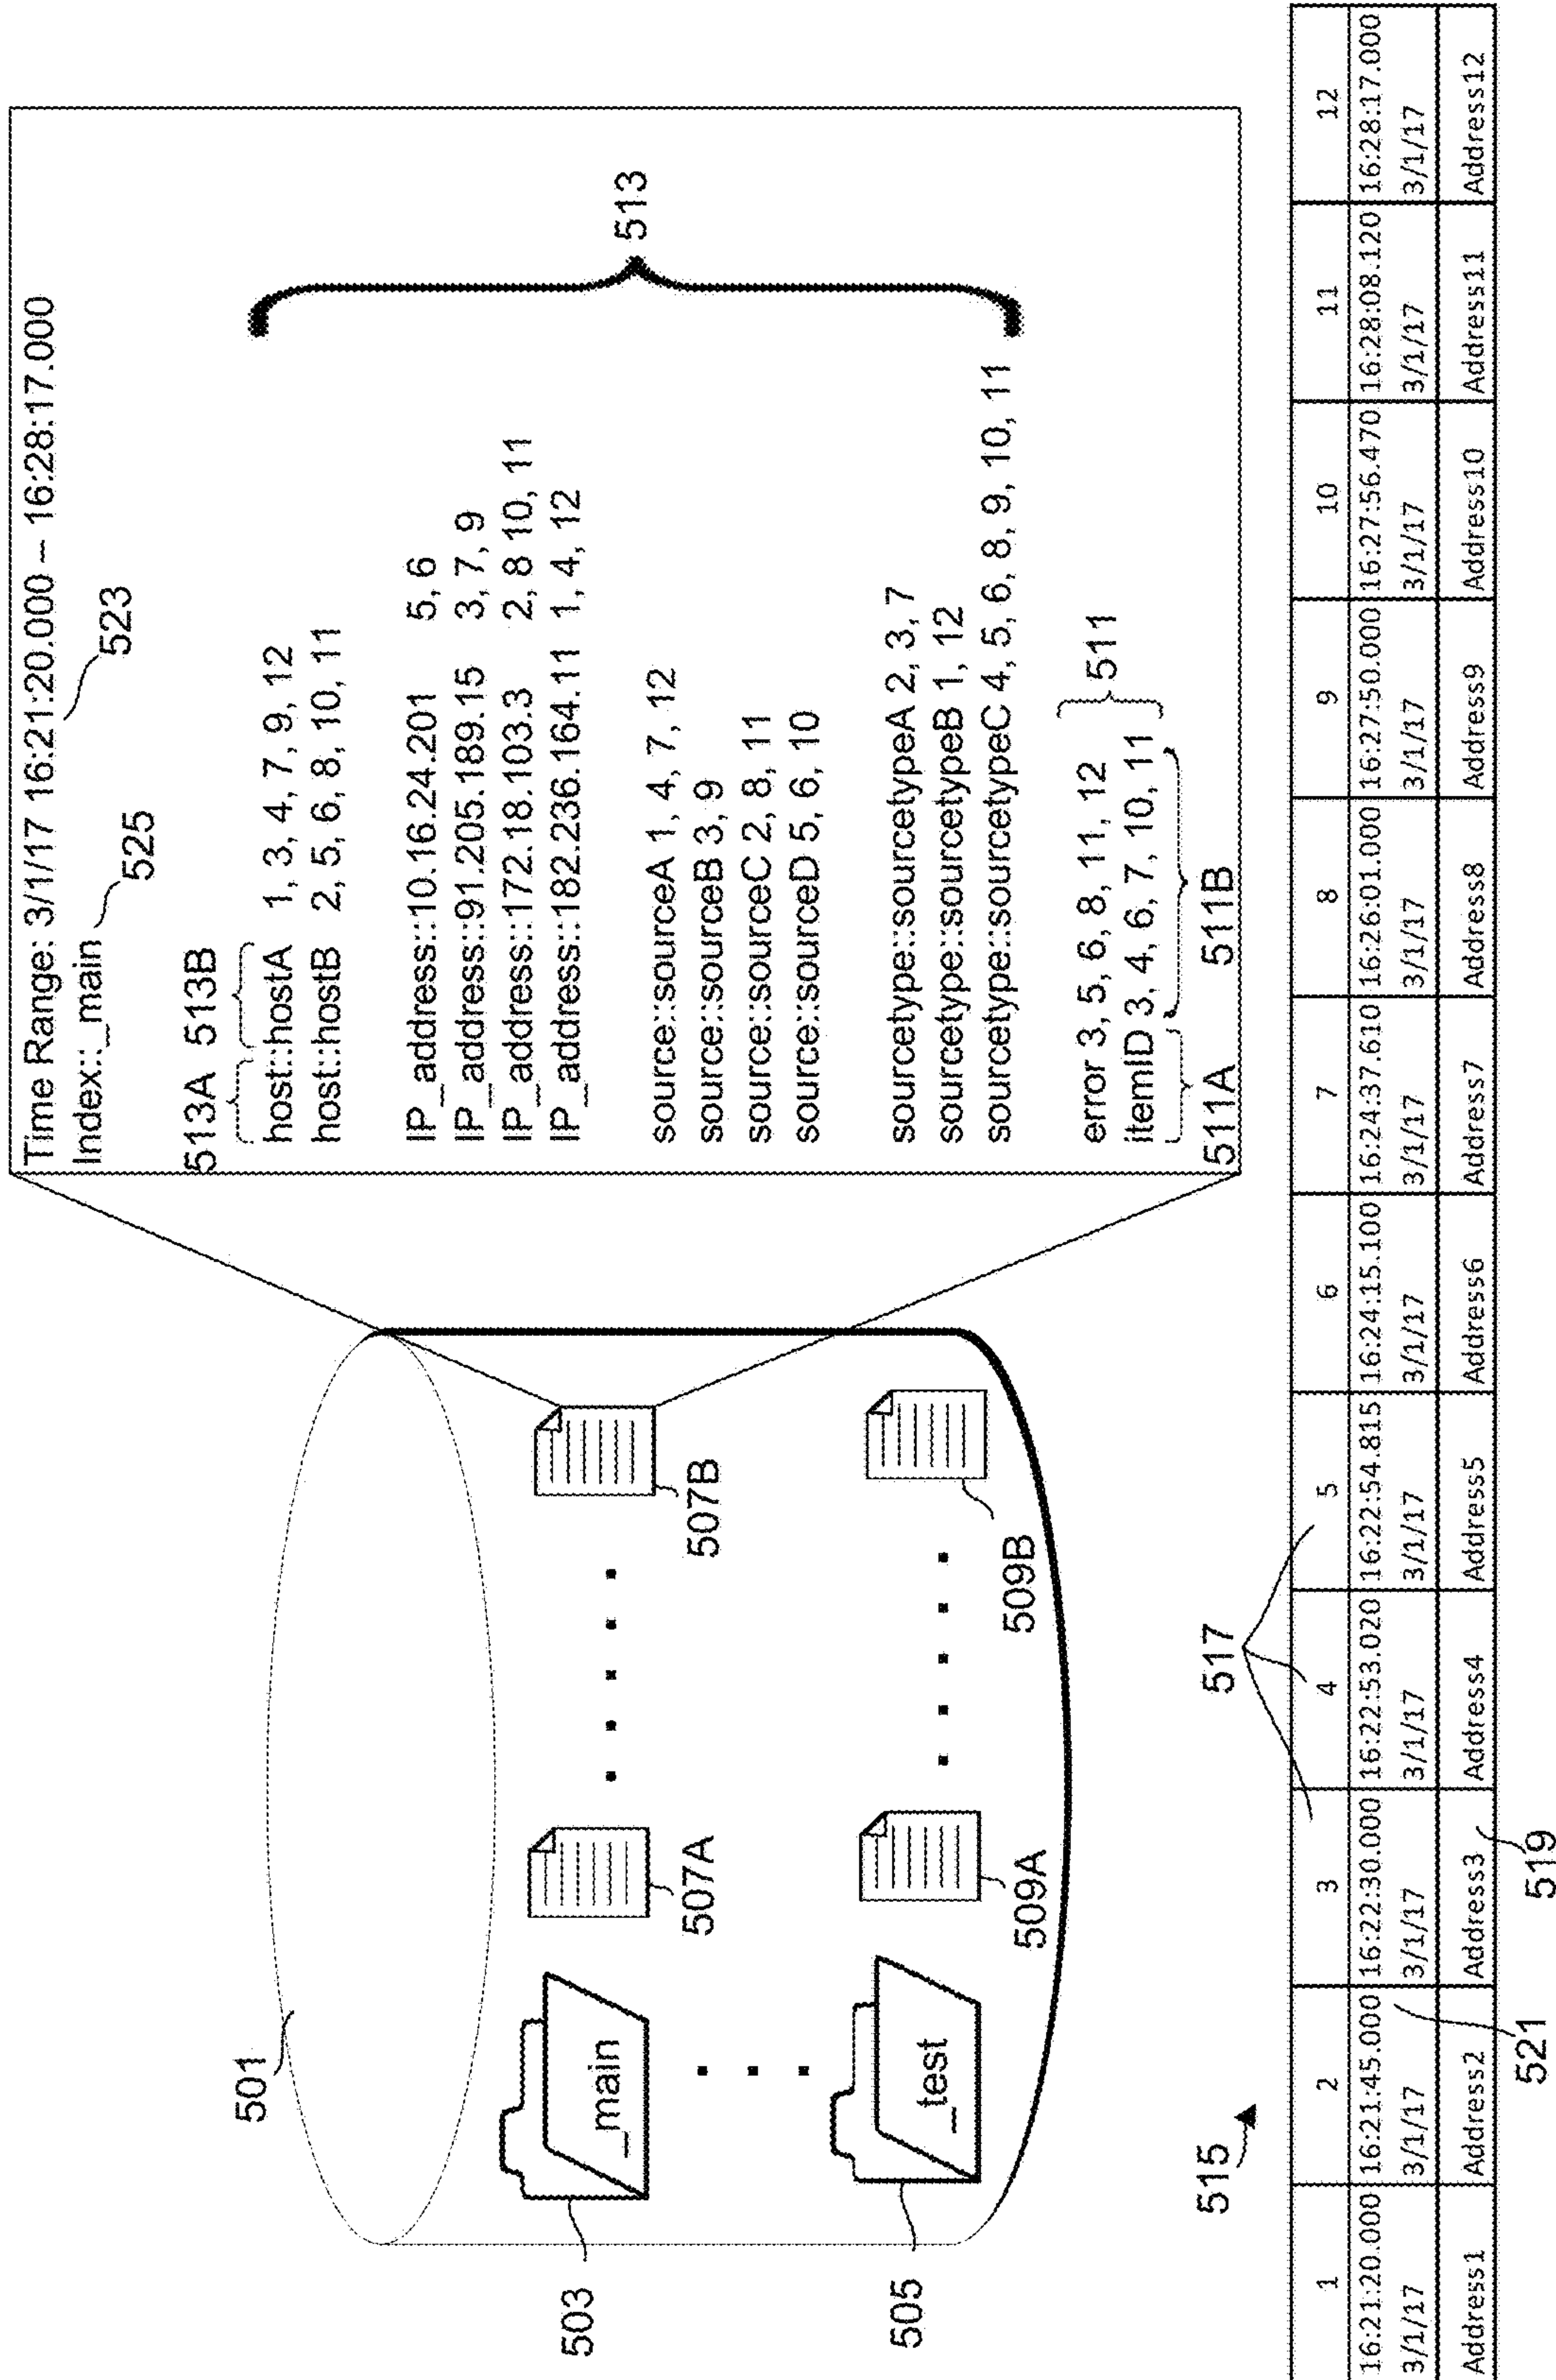 Time Range: 3/1/17 16:21:20.000 – 16:28:17.000
523
Index::_main
525
513A 513B
host::hostA 1, 3, 4, 7, 9, 12
host::hostB 2, 5, 6, 8, 10, 11
IP_address::10.16.24.201 5, 6
IP_address::91.205.189.15 3, 7, 9
IP_address::172.18.103.3 2, 8 10, 11
IP_address::182.236.164.11 1, 4, 12
513
source::sourceA 1, 4, 7, 12
source::sourceB 3, 9
source::sourceC 2, 8, 11
source::sourceD 5, 6, 10
sourcetype::sourcetypeA 2, 3, 7
sourcetype::sourcetypeB 1, 12
sourcetype::sourcetypeC 4, 5, 6, 8, 9, 10, 11
error 3, 5, 6, 8, 11, 12
itemID 3, 4, 6, 7, 10, 11
511
511A 511B
501
503
_main
507A
507B
505
_test
509A
509B
515
517
1 2 3 4 5 6 7 8 9 10 11 12
16:21:20.000 16:21:45.000 16:22:30.000 16:22:53.020 16:22:54.815 16:24:15.100 16:24:37.610 16:26:01.000 16:27:50.000 16:27:56.470 16:28:08.120 16:28:17.000
3/1/17 3/1/17 3/1/17 3/1/17 3/1/17 3/1/17 3/1/17 3/1/17 3/1/17 3/1/17 3/1/17 3/1/17
Address1 Address2 Address3 Address4 Address5 Address6 Address7 Address8 Address9 Address10 Address11 Address12
521
519